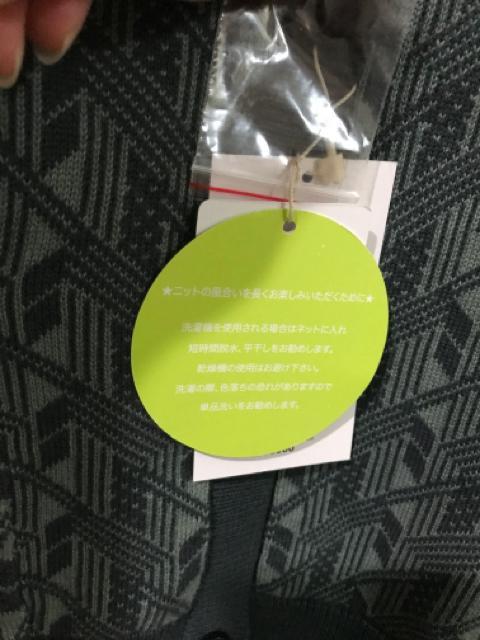 ★ニットの風合いを長くお楽しみいただくために★
洗濯機を使用される場合はネットに入れ
短時間脱水、平干しをお勧めします。
乾燥機の使用はお避け下さい。
洗濯の際、色落ちの恐れがありますので
単品洗いをお勧めします。